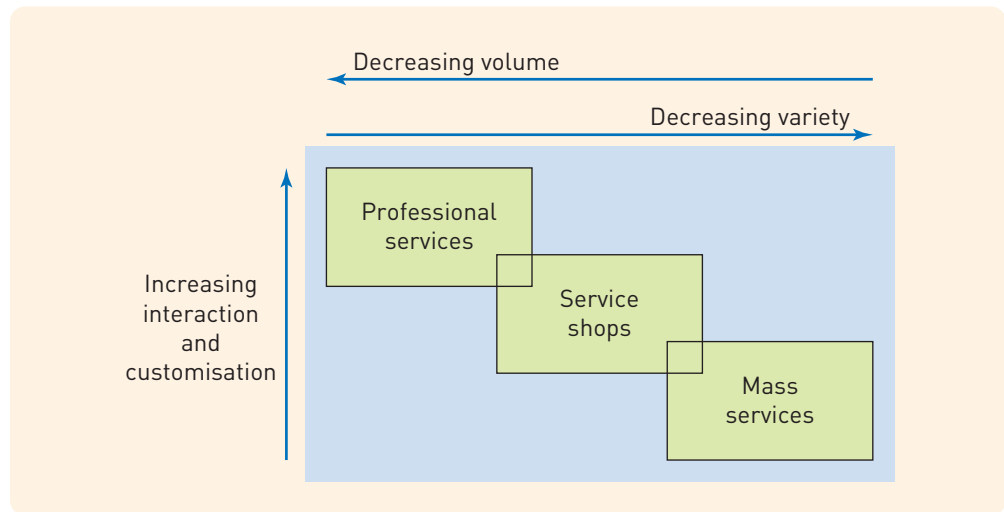 Decreasing volume
Decreasing variety
Professional
services
Increasing
interaction
and
customisation
Service
shops
Mass
services